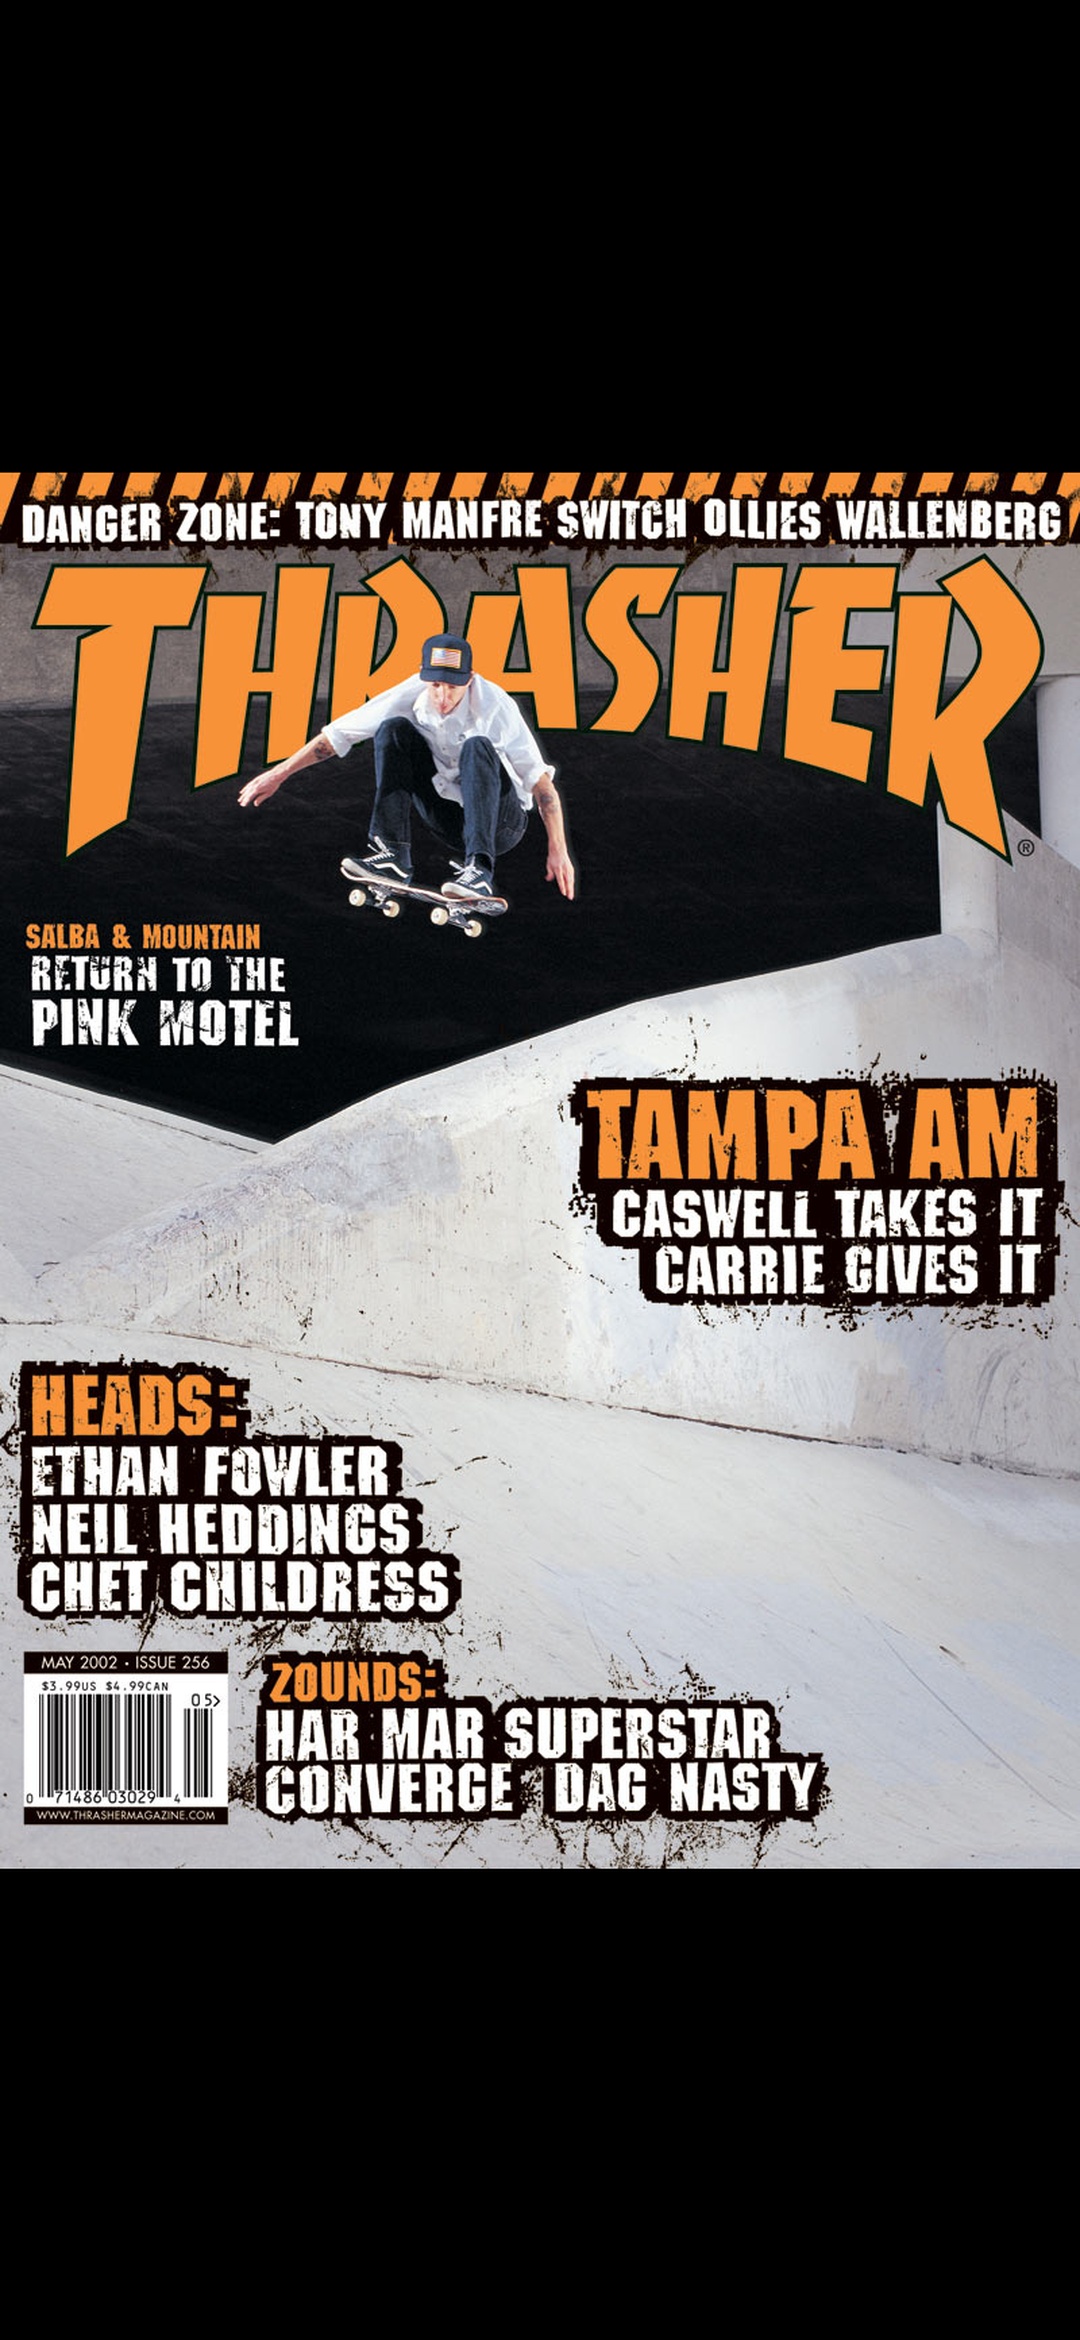 DANGER ZONE: TONY MANFRE SWITCH OLLIES WALLENBERG
THRASHER
®
SALBA & MOUNTAIN
RETURN TO THE
PINK MOTEL
TAMPA AM
CASWELL TAKES IT
CARRIE GIVES IT
HEADS:
ETHAN FOWLER
NEIL HEDDINGS
CHET CHILDRESS
MAY 2002 • ISSUE 256
$3.99US $4.99CAN
05>
0 71486 03029 4
WWW.THRASHERMAGAZINE.COM
ZOUNDS:
HAR MAR SUPERSTAR
CONVERGE DAG NASTY